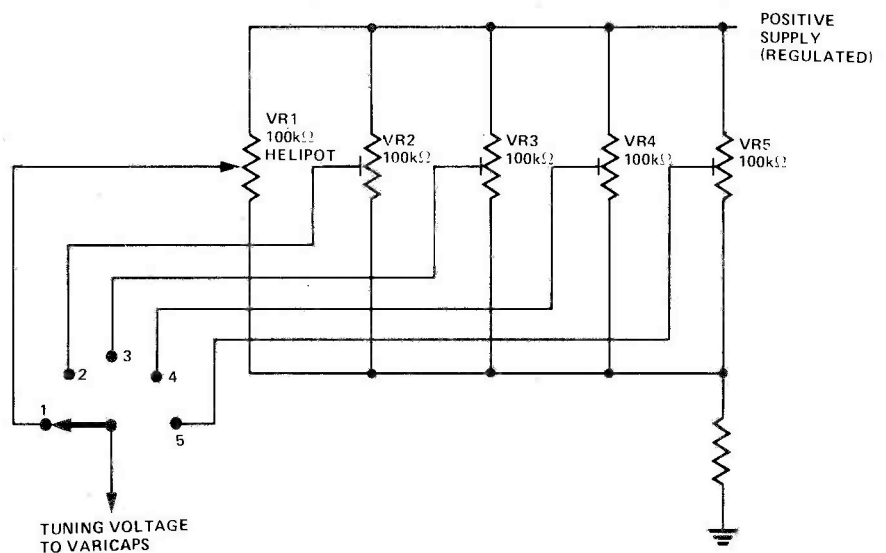 POSITIVE
SUPPLY
(REGULATED)
VR1
100kΩ
HELIPOT
VR2
100kΩ
VR3
100kΩ
VR4
100kΩ
VR5
100kΩ
1
2
3
4
5
TUNING VOLTAGE
TO VARICAPS